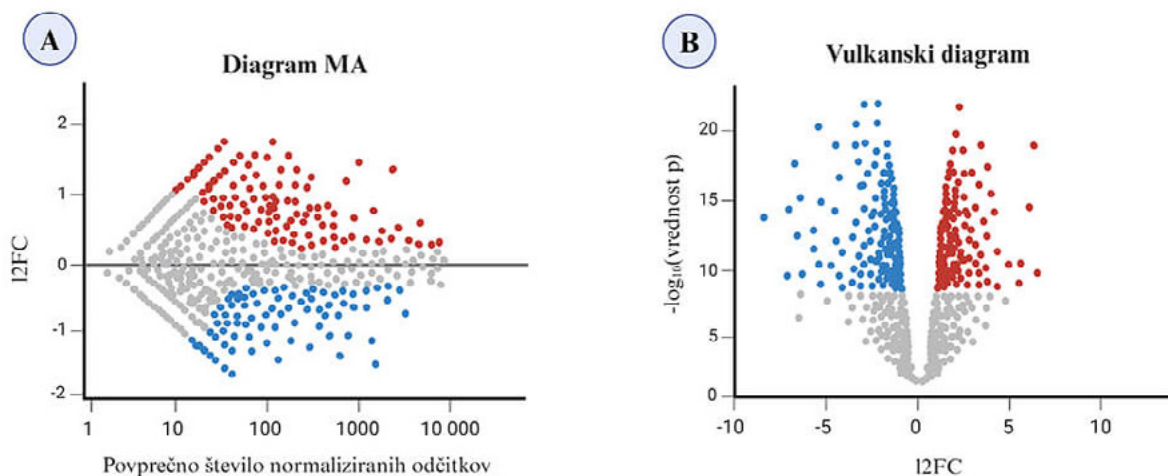 A
Diagram MA
2
1
0
-1
-2
l2FC
1 10 100 1000 10 000
Povprečno število normaliziranih odčitkov
B
Vulkanski diagram
20
15
10
5
0
-log₁₀(vrednost p)
-10 -5 0 5 10
l2FC